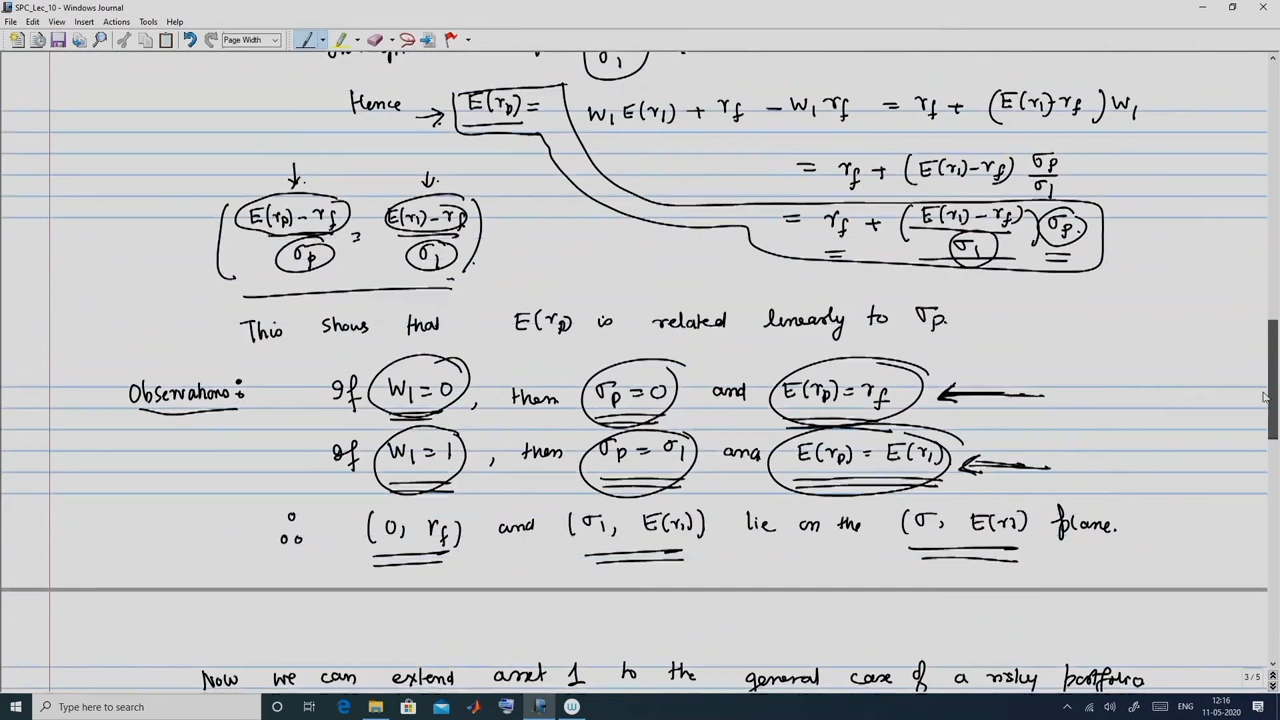 SPC_Lec_10 - Windows Journal
File Edit View Insert Actions Tools Help
Page Width
σ1
Hence → E(rp) = W1 E(r1) + rf - W1 rf = rf + (E(r1)-rf) W1
= rf + (E(r1)-rf) σp/σ1
(E(rp) - rf / σp , E(r1) - rf / σ1) = rf + (E(r1) - rf / σ1) σp.
This shows that E(rp) is related linearly to σp.
Observations: If W1 = 0, then σp = 0 and E(rp) = rf
If W1 = 1, then σp = σ1 and E(rp) = E(r1)
∴ (0, rf) and (σ1, E(r1)) lie on the (σ, E(r)) plane.
Now we can extend asset 1 to the general case of a risky portfolio
3 / 5
Type here to search
ENG
12:16
11-05-2020